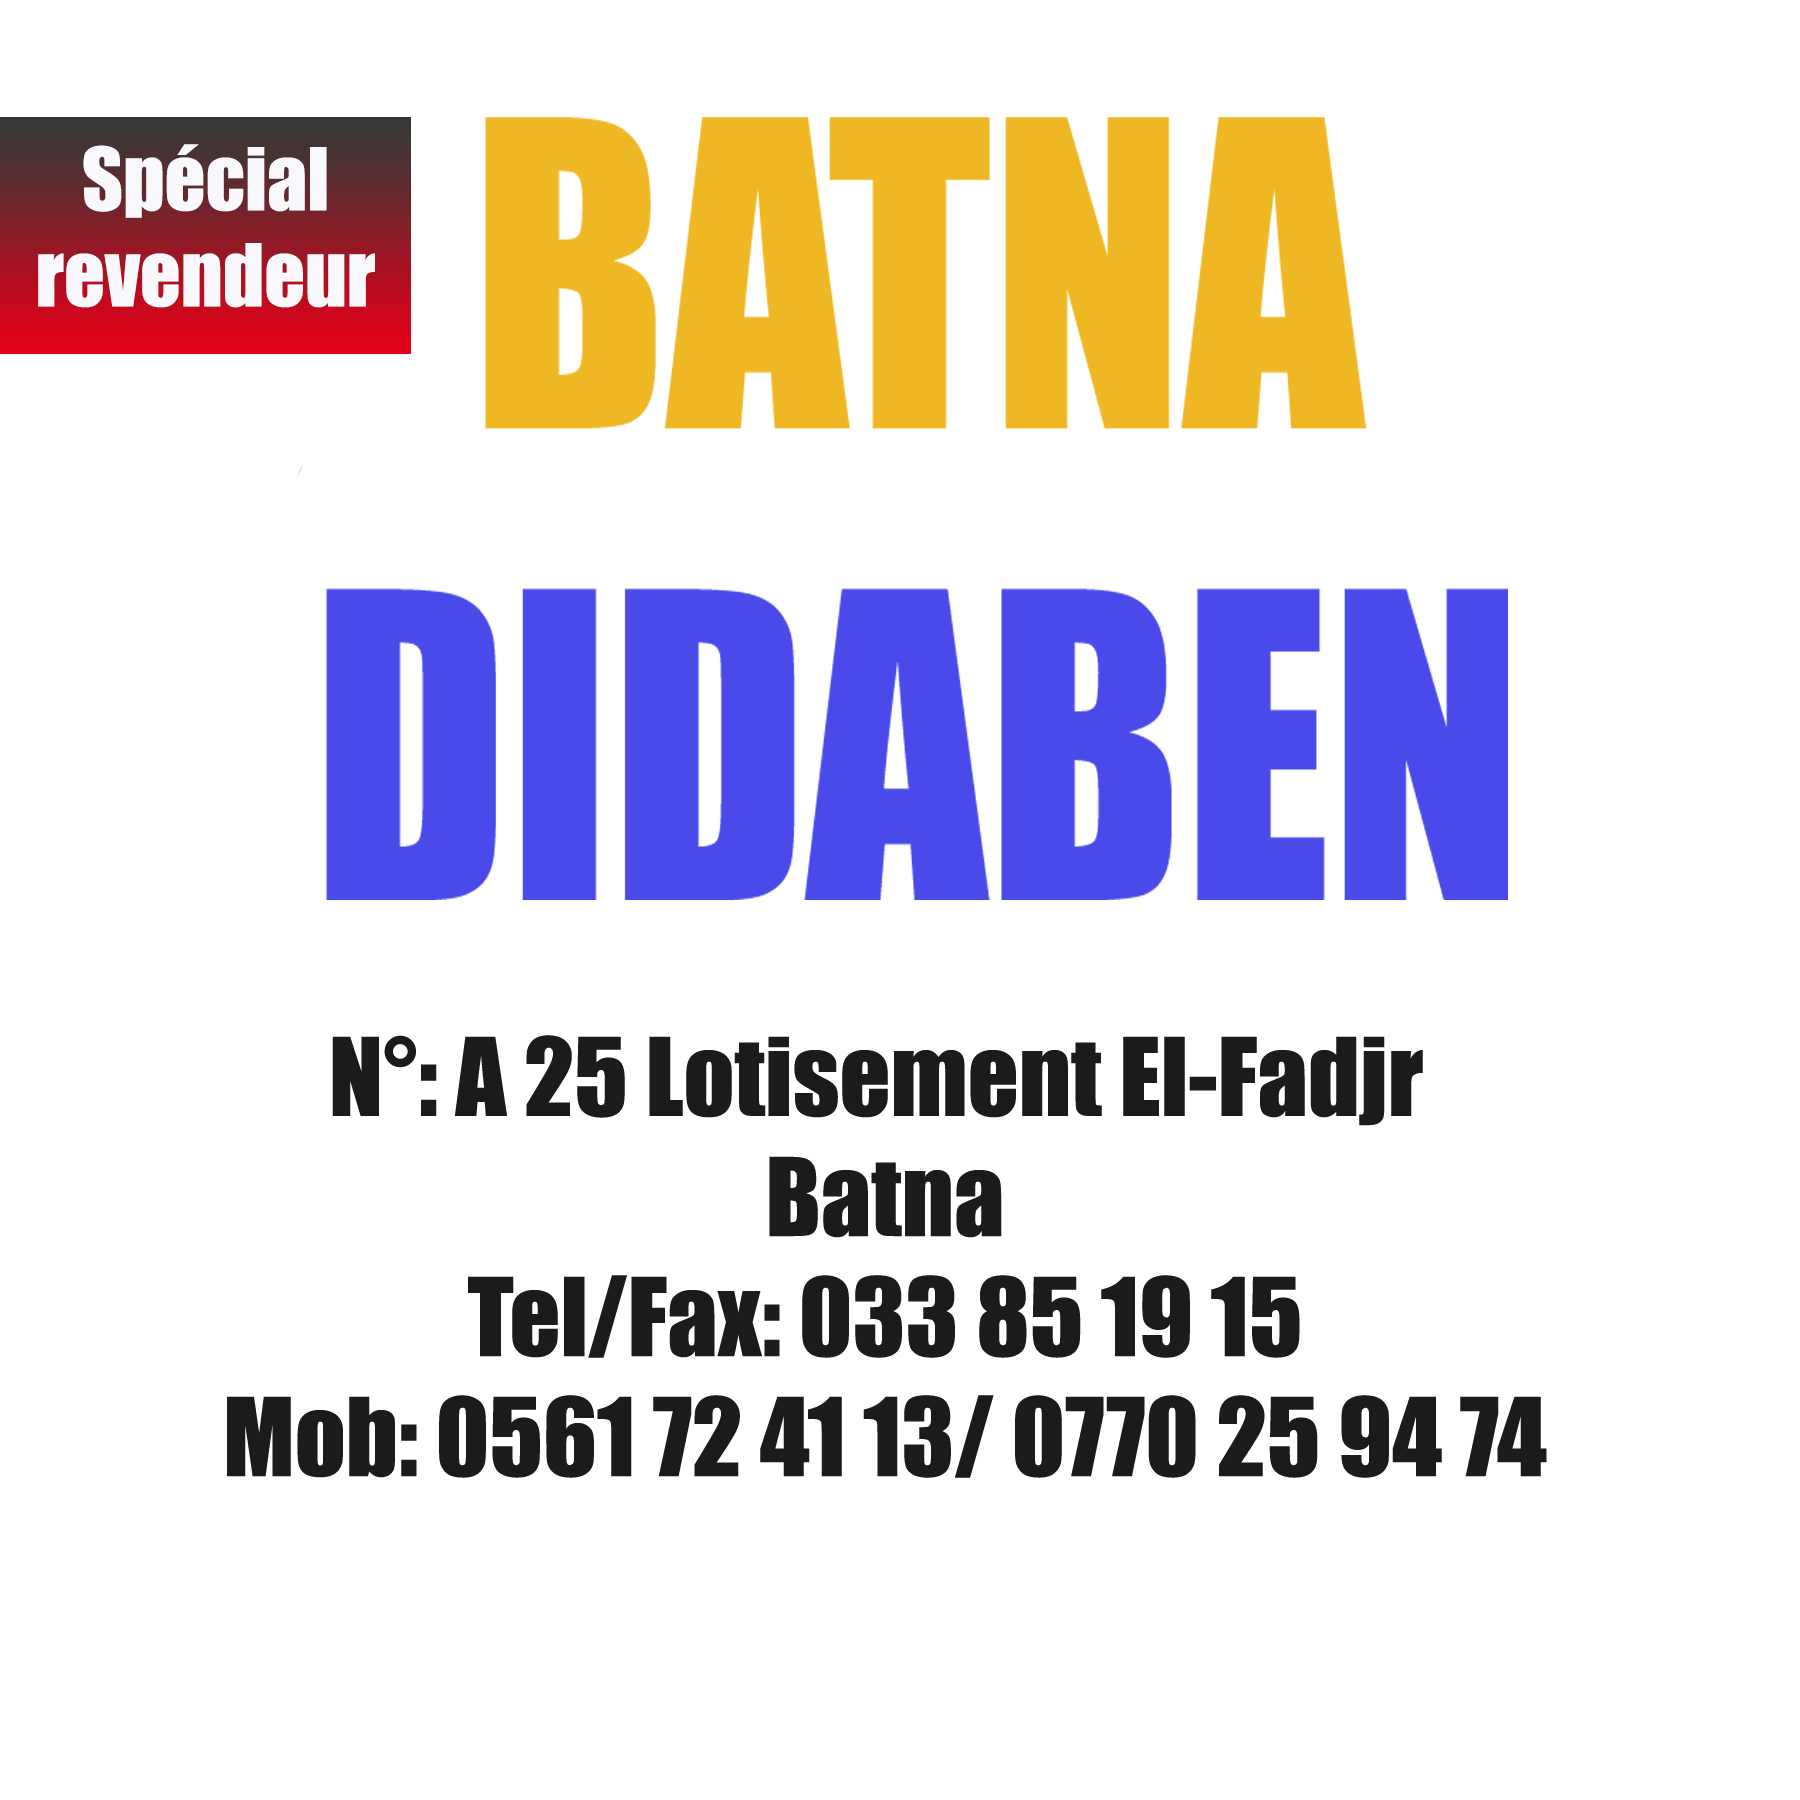 Spécial
revendeur
BATNA
DIDABEN
N°: A 25 Lotisement El-Fadjr
Batna
Tel/Fax: 033 85 19 15
Mob: 0561 72 41 13/ 0770 25 94 74